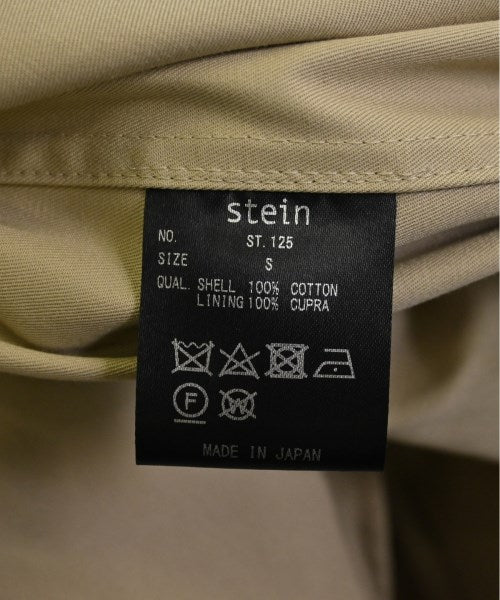 stein
NO. ST.125
SIZE S
QUAL. SHELL 100% COTTON
LINING 100% CUPRA
F W
MADE IN JAPAN